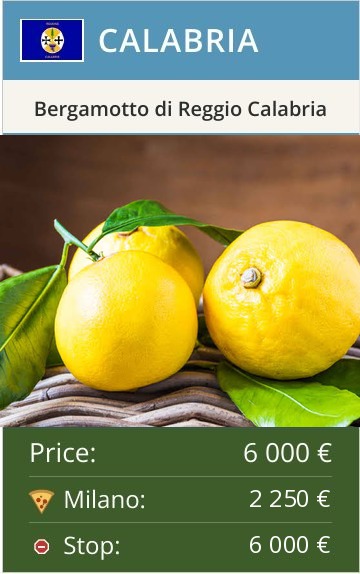 CALABRIA
Bergamotto di Reggio Calabria
Price: 6 000 €
Milano: 2 250 €
Stop: 6 000 €